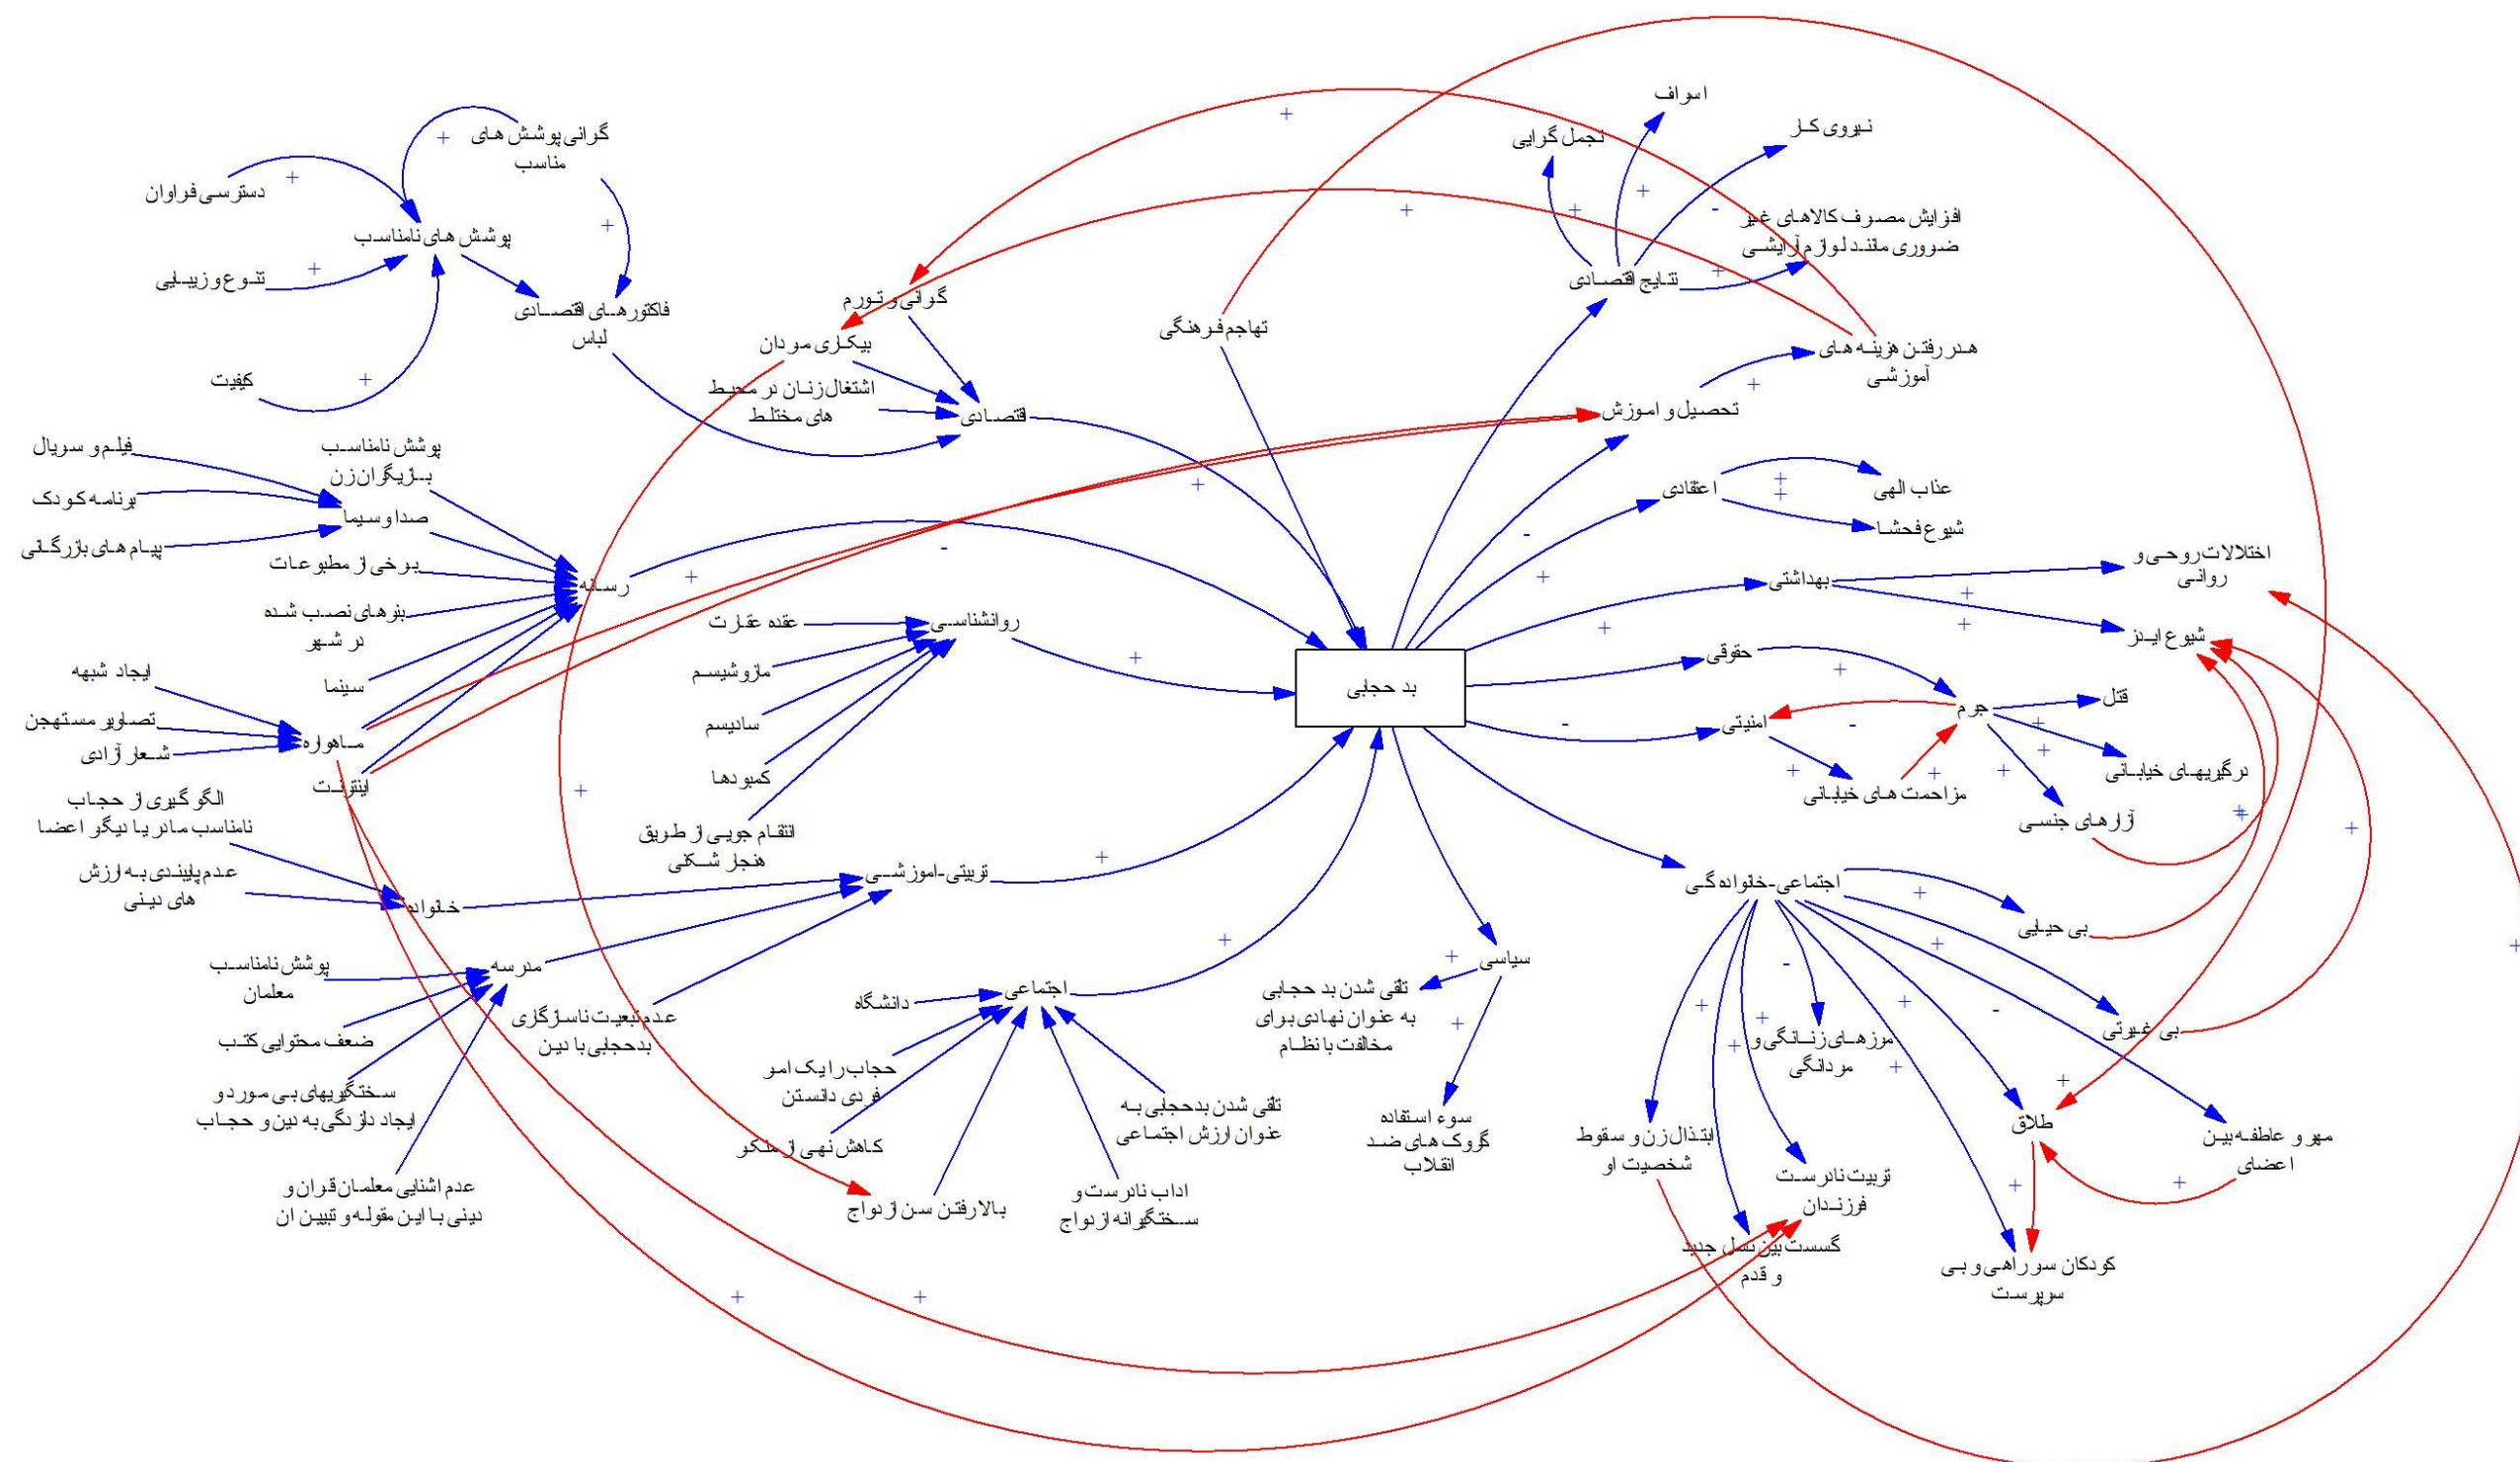 اسراف
نیروی کار
تجمل گرایی
گرانی پوشش های
مناسب
دسترسی فراوان
افزایش مصرف کالاهای غیر
ضروری مانند لوازم آرایشی
پوشش های نامناسب
تنوع و زیبایی
نتایج اقتصادی
گرانی و تورم
فاکتورهای اقتصادی
لباس
تهاجم فرهنگی
بیکاری مردان
هدر رفتن هزینه های
آموزشی
کیفیت
اشتغال زنان در محیط
های مختلط
اقتصادی
تحصیل و اموزش
فیلم و سریال
پوشش نامناسب
بازیگران زن
برنامه کودک
صدا و سیما
پیام های بازرگانی
اعتقادی
عذاب الهی
شیوع فحشا
برخی از مطبوعات
رسانه
بنرهای نصب شده
در شهر
سینما
بهداشتی
اختلالات روحی و
روانی
شیوع ایدز
عقده حقارت
روانشناسی
مازوشیسم
سادیسم
کمبودها
انتقام جویی از طریق
هنجار شکنی
ایجاد شبهه
تصاویر مستهجن
شعار آزادی
ماهواره
اینترنت
بد حجابی
حقوقی
جرم
قتل
امنیتی
درگیریهای خیابانی
مزاحمت های خیابانی
آزارهای جنسی
الگو گیری از حجاب
نامناسب مادر یا دیگر اعضا
عدم پایبندی به ارزش
های دینی
خانواده
تربیتی-اموزشی
اجتماعی-خانوادگی
بی حیایی
پوشش نامناسب
معلمان
مدرسه
ضعف محتوایی کتب
سختگیریهای بی مورد و
ایجاد دلزدگی به دین و حجاب
عدم اشنایی معلمان قران و
دینی با این مقوله و تبیین ان
عدم تبعیت ناسازگاری
بدحجابی با دین
دانشگاه
اجتماعی
حجاب را یک امر
فردی دانستن
کاهش نهی از منکر
بالارفتن سن ازدواج
اداب نادرست و
سختگیرانه ازدواج
تلقی شدن بدحجابی به
عنوان ارزش اجتماعی
سیاسی
تلقی شدن بد حجابی
به عنوان نهادی برای
مخالفت با نظام
سوء استفاده
گروک های ضد
انقلاب
مرزهای زنانگی و
مردانگی
بی غیرتی
ابتذال زن و سقوط
شخصیت او
طلاق
مهر و عاطفه بین
اعضای
تربیت نادرست
فرزندان
گسست بین نسل جدید
و قدم
کودکان سر راهی و بی
سرپرست